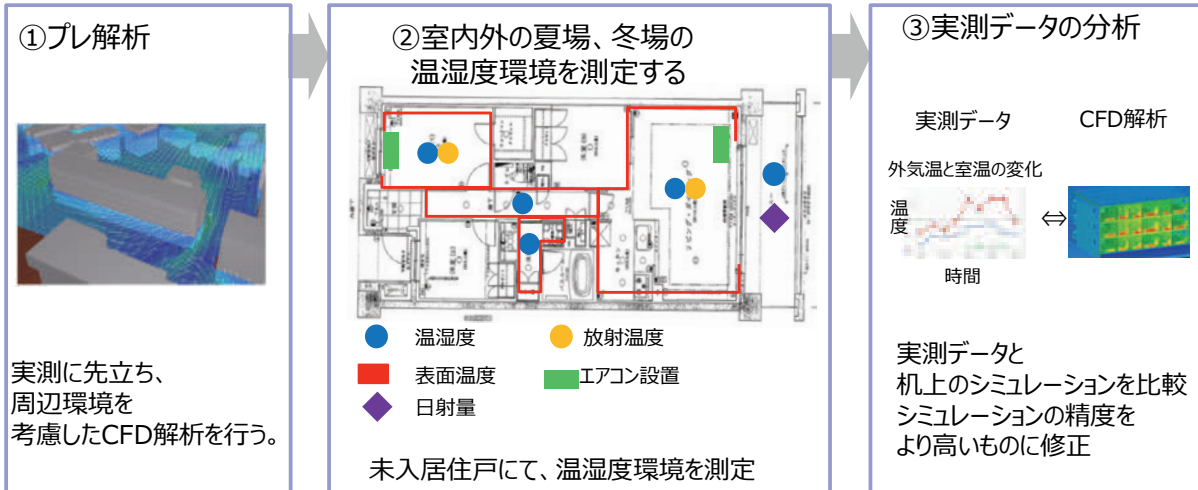 ①プレ解析
実測に先立ち、
周辺環境を
考慮したCFD解析を行う。
②室内外の夏場、冬場の
温湿度環境を測定する
温湿度
放射温度
表面温度
エアコン設置
日射量
未入居住戸にて、温湿度環境を測定
③実測データの分析
実測データ
CFD解析
外気温と室温の変化
温度
⇔
時間
実測データと
机上のシミュレーションを比較
シミュレーションの精度を
より高いものに修正